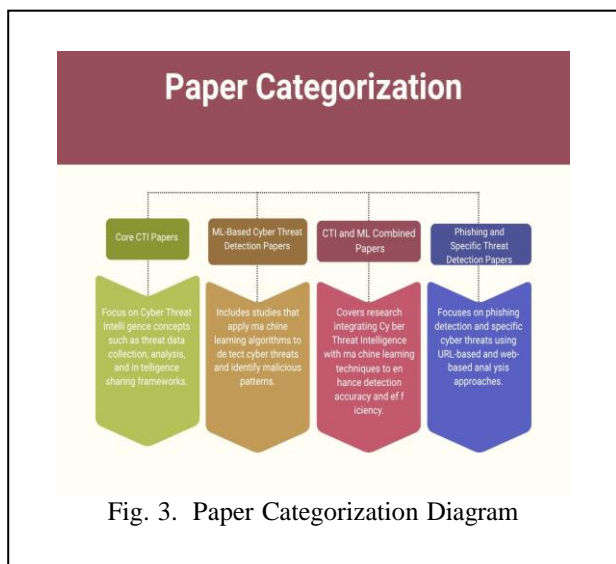 Paper Categorization
Core CTI Papers
ML-Based Cyber Threat
Detection Papers
CTI and ML Combined
Papers
Phishing and
Specific Threat
Detection Papers
Focus on Cyber Threat
Intelli gence concepts
such as threat data
collection, analysis,
and in telligence
sharing frameworks.
Includes studies that
apply ma chine
learning algorithms to
de tect cyber threats
and identify malicious
patterns.
Covers research
integrating Cy ber
Threat Intelligence
with ma chine learning
techniques to en
hance detection
accuracy and ef f
iciency.
Focuses on phishing
detection and specific
cyber threats using
URL-based and web-
based anal ysis
approaches.
Fig. 3. Paper Categorization Diagram